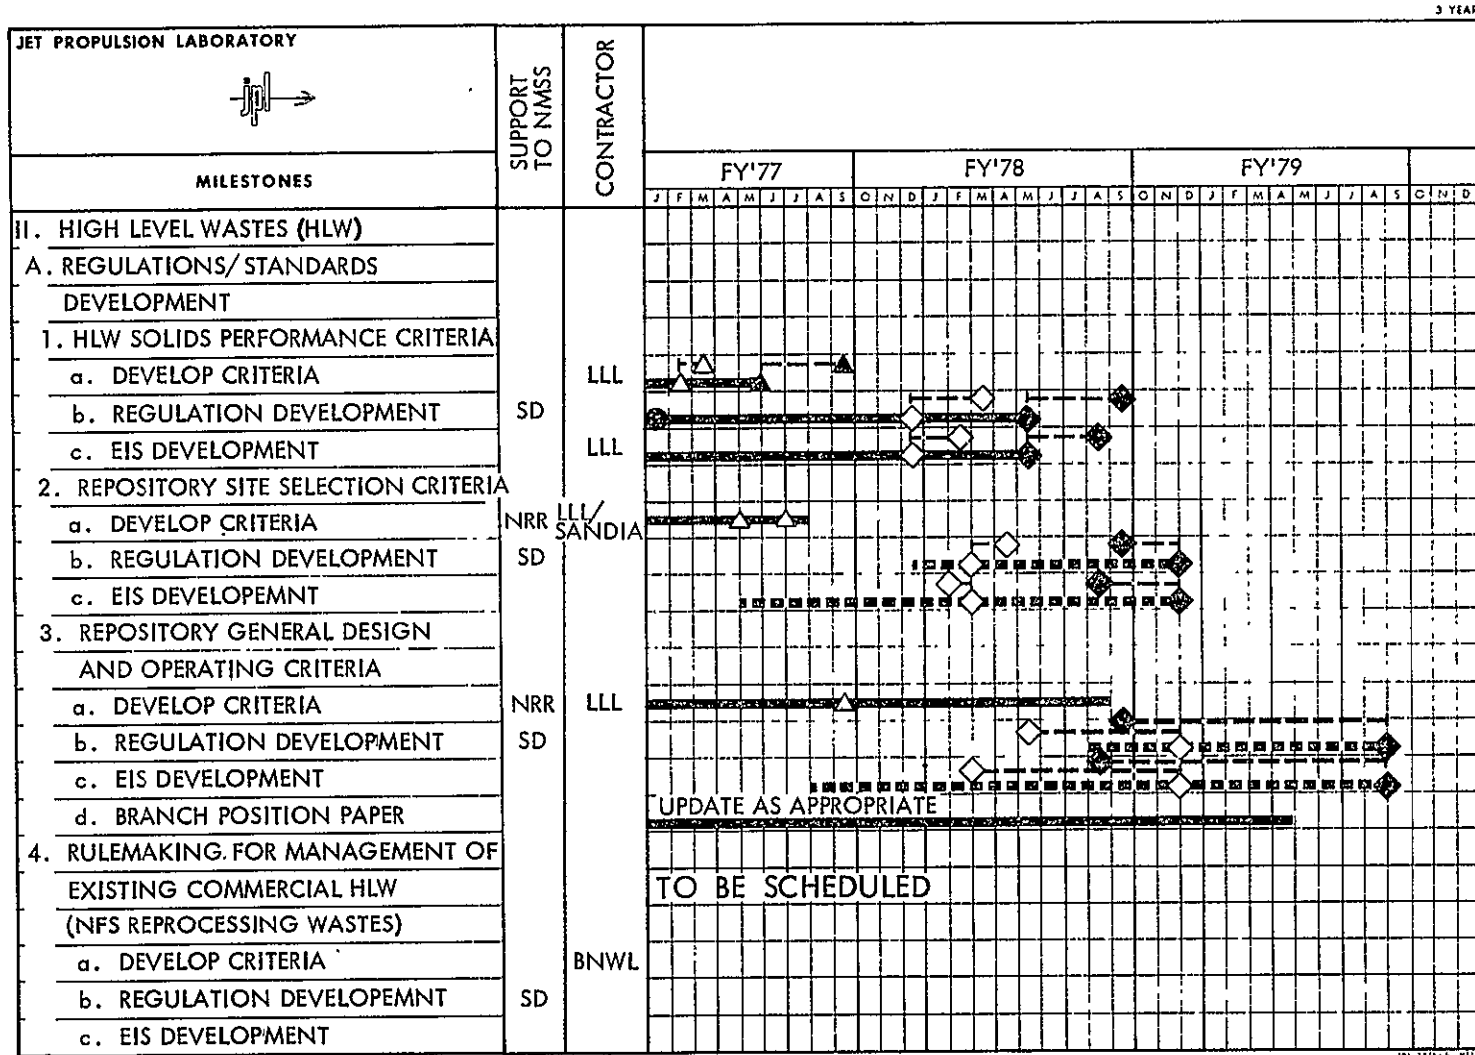 3 YEAR
JET PROPULSION LABORATORY
jpl
SUPPORT TO NMSS
CONTRACTOR
MILESTONES
FY'77 FY'78 FY'79
J F M A M J J A S O N D J F M A M J J A S O N D J F M A M J J A S O N D
II. HIGH LEVEL WASTES (HLW)
A. REGULATIONS/STANDARDS
DEVELOPMENT
1. HLW SOLIDS PERFORMANCE CRITERIA
a. DEVELOP CRITERIA LLL
b. REGULATION DEVELOPMENT SD
c. EIS DEVELOPMENT LLL
2. REPOSITORY SITE SELECTION CRITERIA
a. DEVELOP CRITERIA NRR LLL/
SANDIA
b. REGULATION DEVELOPMENT SD
c. EIS DEVELOPEMNT
3. REPOSITORY GENERAL DESIGN
AND OPERATING CRITERIA
a. DEVELOP CRITERIA NRR LLL
b. REGULATION DEVELOPMENT SD
c. EIS DEVELOPMENT
d. BRANCH POSITION PAPER UPDATE AS APPROPRIATE
4. RULEMAKING FOR MANAGEMENT OF
EXISTING COMMERCIAL HLW TO BE SCHEDULED
(NFS REPROCESSING WASTES)
a. DEVELOP CRITERIA BNWL
b. REGULATION DEVELOPEMNT SD
c. EIS DEVELOPMENT